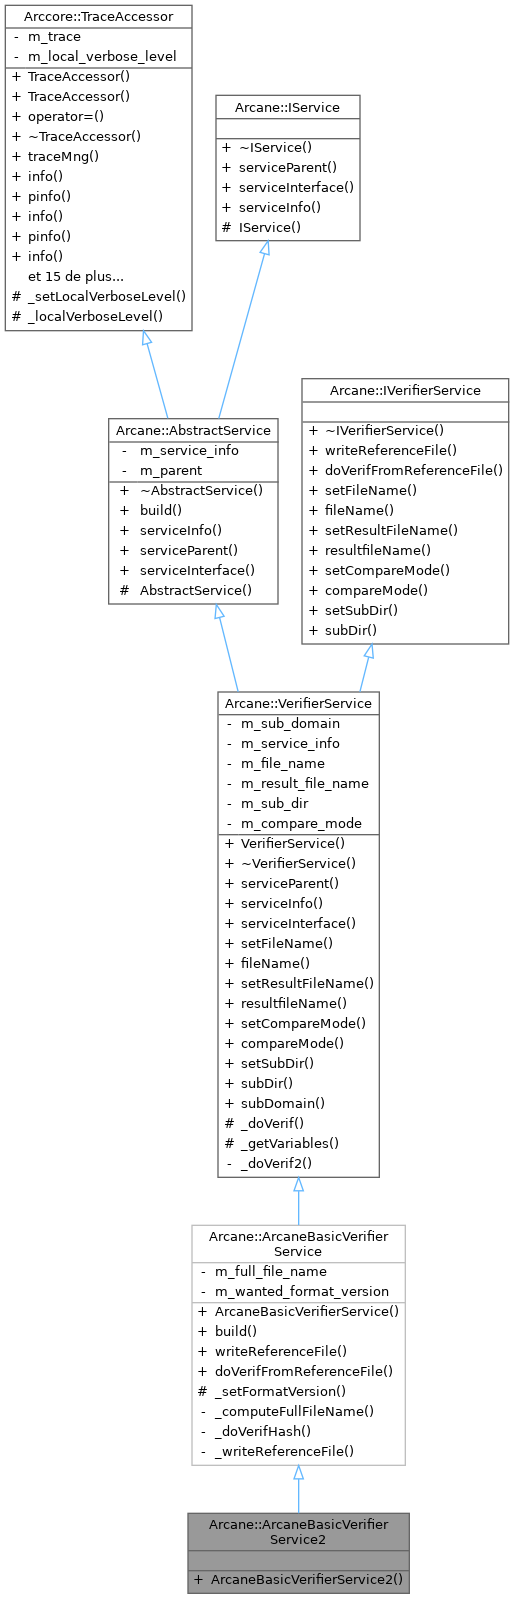 Arccore::TraceAccessor
- m_trace
- m_local_verbose_level
+ TraceAccessor()
+ TraceAccessor()
+ operator=()
+ ~TraceAccessor()
+ traceMng()
+ info()
+ pinfo()
+ info()
+ pinfo()
+ info()
et 15 de plus...
# _setLocalVerboseLevel()
# _localVerboseLevel()
Arcane::IService
+ ~IService()
+ serviceParent()
+ serviceInterface()
+ serviceInfo()
# IService()
Arcane::AbstractService
- m_service_info
- m_parent
+ ~AbstractService()
+ build()
+ serviceInfo()
+ serviceParent()
+ serviceInterface()
# AbstractService()
Arcane::IVerifierService
+ ~IVerifierService()
+ writeReferenceFile()
+ doVerifFromReferenceFile()
+ setFileName()
+ fileName()
+ setResultFileName()
+ resultfileName()
+ setCompareMode()
+ compareMode()
+ setSubDir()
+ subDir()
Arcane::VerifierService
- m_sub_domain
- m_service_info
- m_file_name
- m_result_file_name
- m_sub_dir
- m_compare_mode
+ VerifierService()
+ ~VerifierService()
+ serviceParent()
+ serviceInfo()
+ serviceInterface()
+ setFileName()
+ fileName()
+ setResultFileName()
+ resultfileName()
+ setCompareMode()
+ compareMode()
+ setSubDir()
+ subDir()
+ subDomain()
# _doVerif()
# _getVariables()
- _doVerif2()
Arcane::ArcaneBasicVerifier
Service
- m_full_file_name
- m_wanted_format_version
+ ArcaneBasicVerifierService()
+ build()
+ writeReferenceFile()
+ doVerifFromReferenceFile()
# _setFormatVersion()
- _computeFullFileName()
- _doVerifHash()
- _writeReferenceFile()
Arcane::ArcaneBasicVerifier
Service2
+ ArcaneBasicVerifierService2()